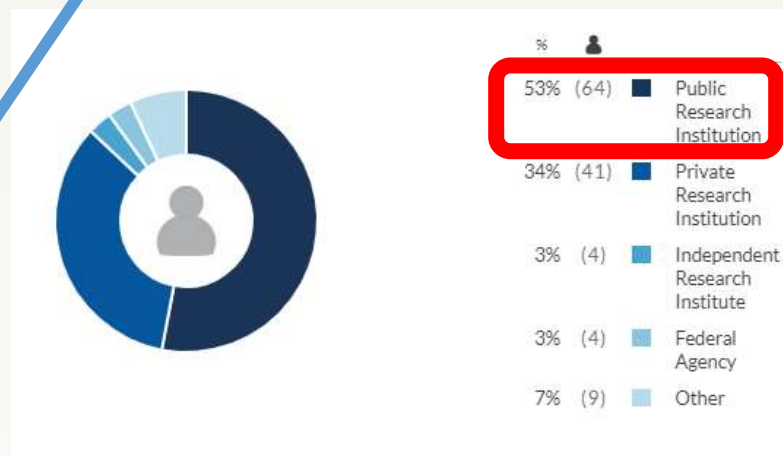 %
53% (64) Public
Research
Institution
34% (41) Private
Research
Institution
3% (4) Independent
Research
Institute
3% (4) Federal
Agency
7% (9) Other